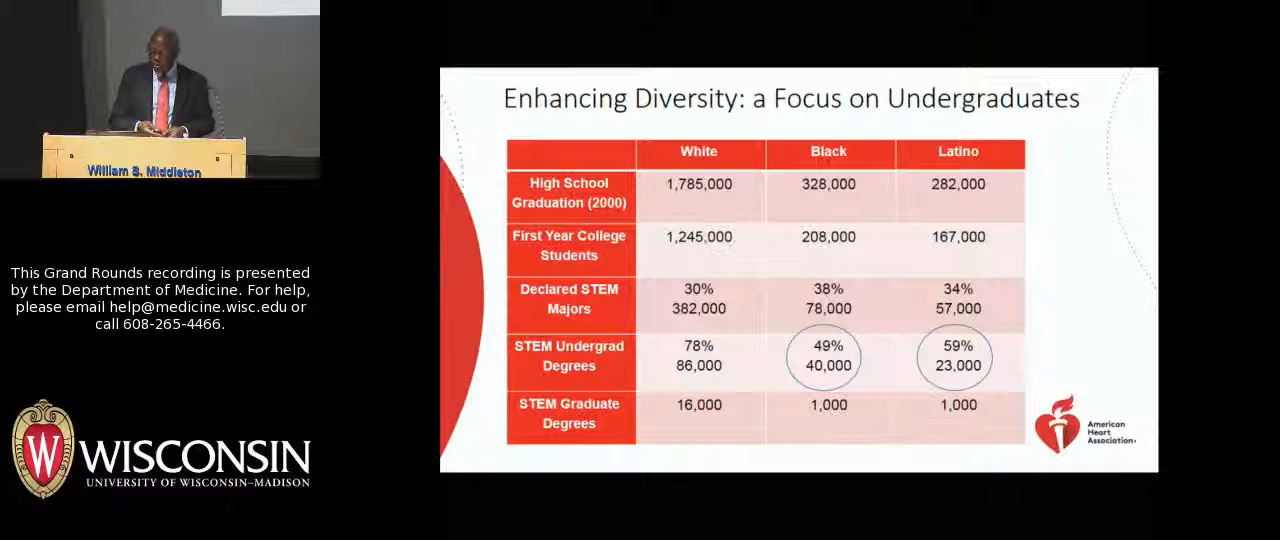 William S. Middleton
This Grand Rounds recording is presented
by the Department of Medicine. For help,
please email help@medicine.wisc.edu or
call 608-265-4466.
W
WISCONSIN
UNIVERSITY OF WISCONSIN–MADISON
Enhancing Diversity: a Focus on Undergraduates
White Black Latino
High School
Graduation (2000)
1,785,000 328,000 282,000
First Year College
Students
1,245,000 208,000 167,000
Declared STEM
Majors
30% 38% 34%
382,000 78,000 57,000
STEM Undergrad
Degrees
78% 49% 59%
86,000 40,000 23,000
STEM Graduate
Degrees
16,000 1,000 1,000
American
Heart
Association